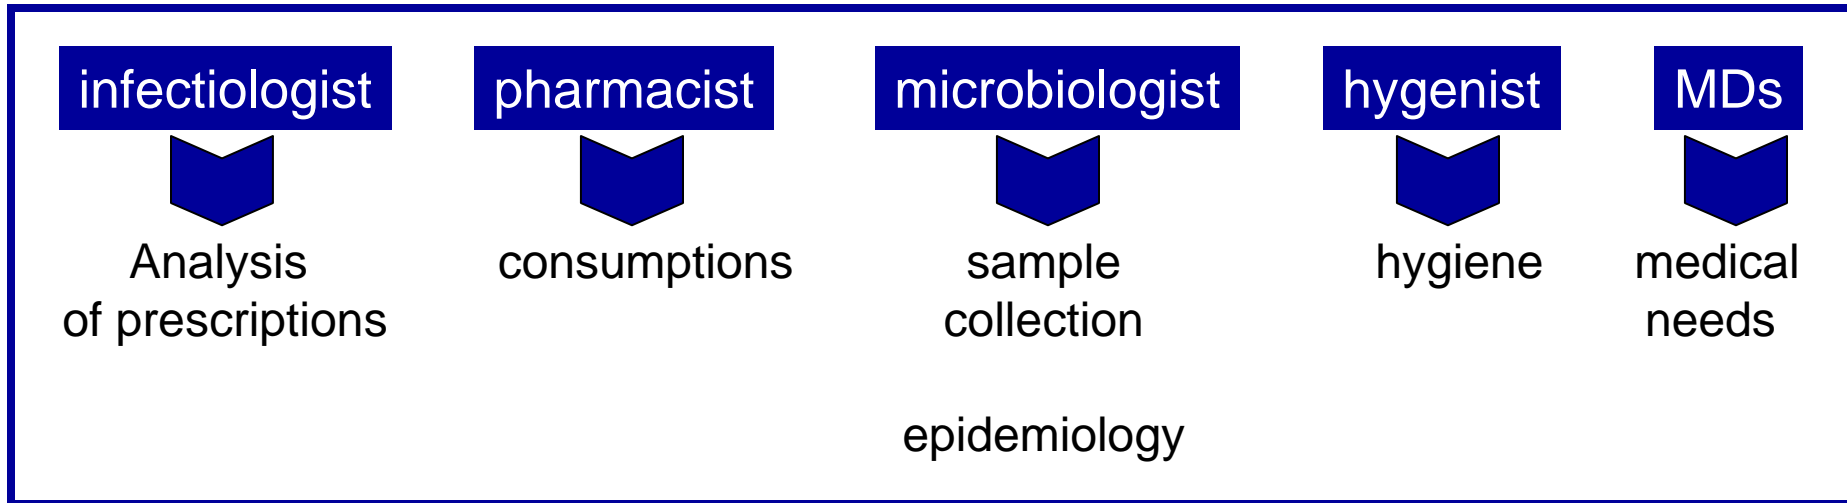 infectiologist
pharmacist
microbiologist
hygenist
MDs
Analysis
of prescriptions
consumptions
sample
collection
hygiene
medical
needs
epidemiology